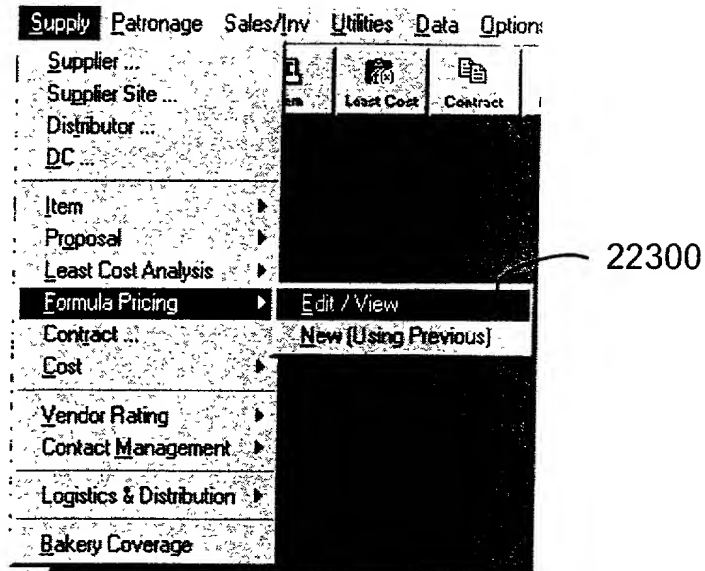 Supply Patronage Sales/Inv Utilities Data Option
Supplier ...
Supplier Site ...
Distributor ...
DC ...
Least Cost Contract
Item
Proposal
Least Cost Analysis
Formula Pricing
Edit / View
22300
New (Using Previous)
Contract ...
Cost
Vendor Rating
Contact Management
Logistics & Distribution
Bakery Coverage